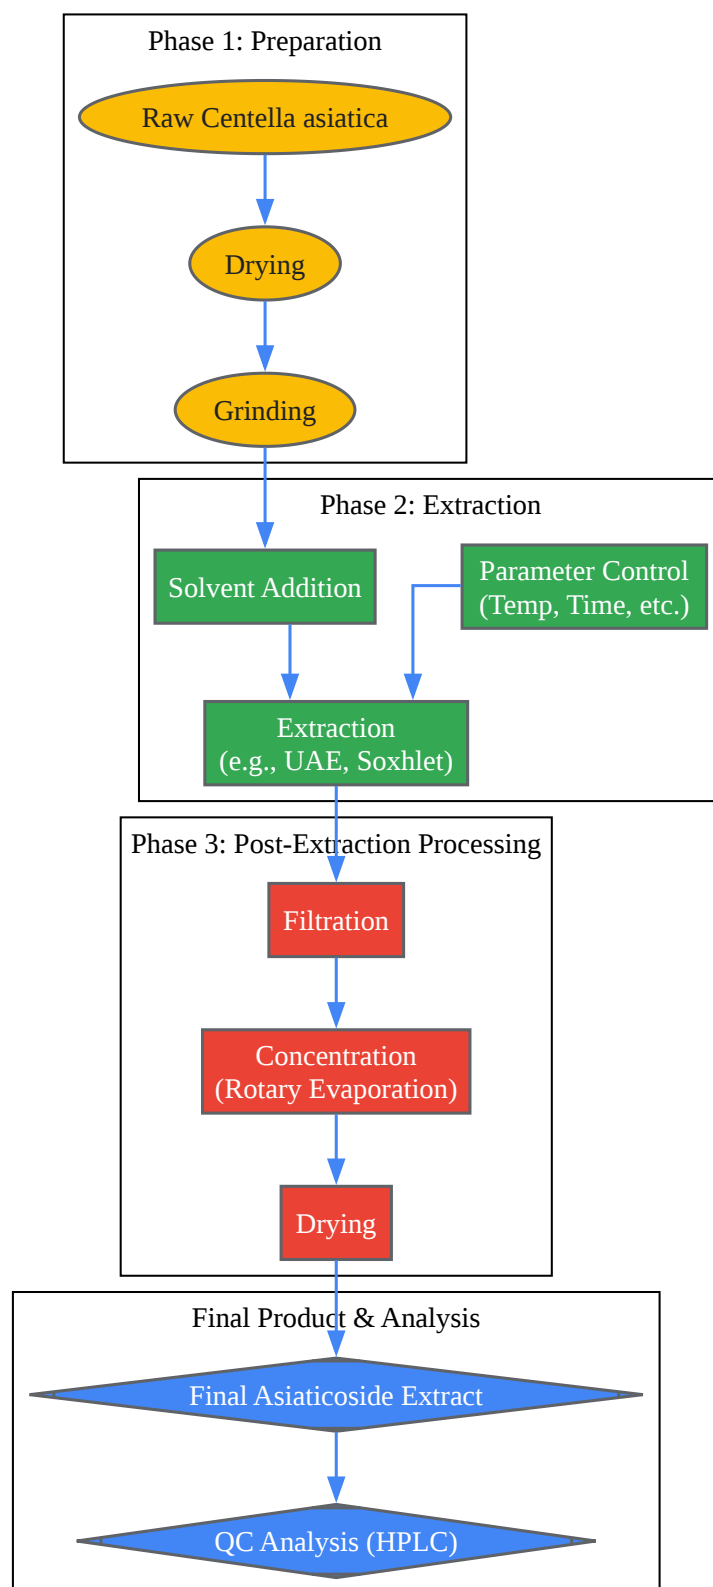 Phase 1: Preparation
Raw Centella asiatica
Drying
Grinding
Phase 2: Extraction
Solvent Addition
Parameter Control
(Temp, Time, etc.)
Extraction
(e.g., UAE, Soxhlet)
Phase 3: Post-Extraction Processing
Filtration
Concentration
(Rotary Evaporation)
Drying
Final Product & Analysis
Final Asiaticoside Extract
QC Analysis (HPLC)